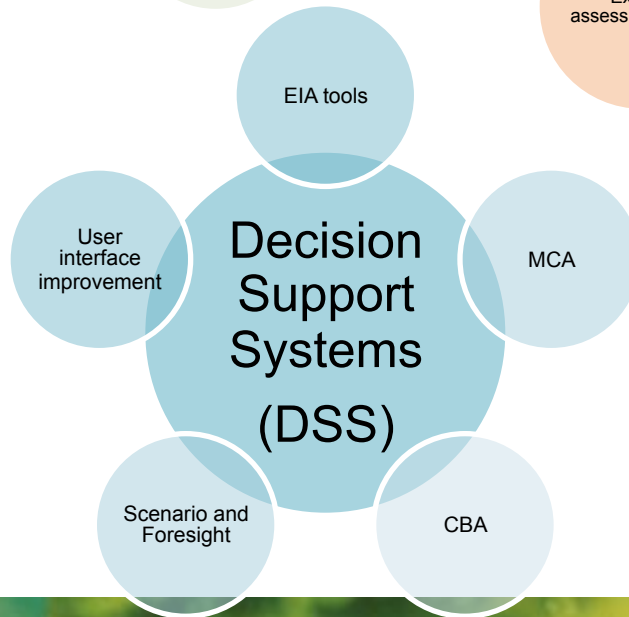 assess
EIA tools
User
interface
improvement
Decision
Support
Systems
(DSS)
MCA
Scenario and
Foresight
CBA